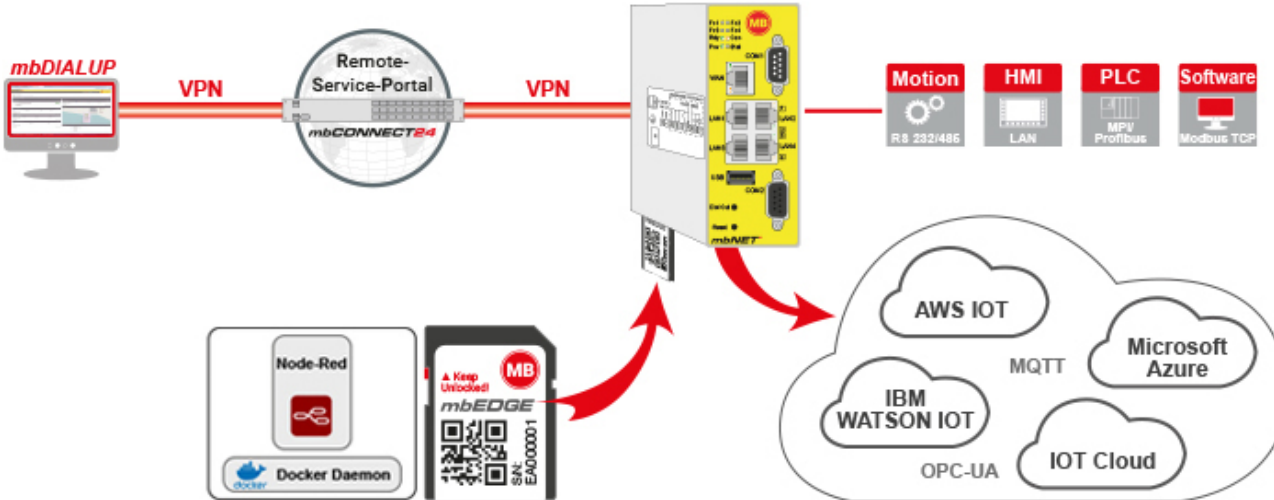 mbDIALUP
VPN
Remote-
Service-Portal
mbCONNECT24
VPN
MB
COM1
WAN
LAN1
LAN2
LAN3
LAN4
USB
COM2
Reset
mbNET
Motion
RS 232/485
HMI
LAN
PLC
MPI/
Profibus
Software
Modbus TCP
Node-Red
docker
Docker Daemon
MB
Keep
Unlocked!
mbEDGE
S/N:
EA000001
AWS IOT
MQTT
Microsoft
Azure
IBM
WATSON IOT
OPC-UA
IOT Cloud